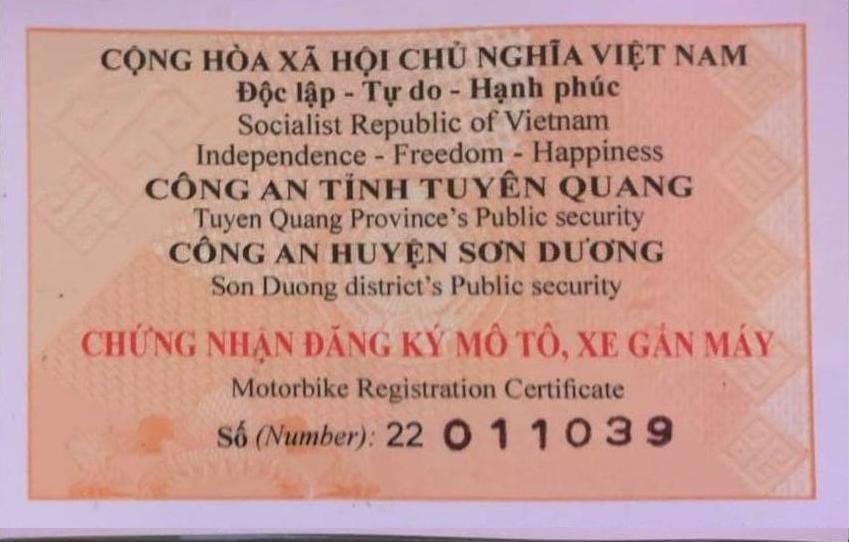 CỘNG HÒA XÃ HỘI CHỦ NGHĨA VIỆT NAM
Độc lập - Tự do - Hạnh phúc
Socialist Republic of Vietnam
Independence - Freedom - Happiness
CÔNG AN TỈNH TUYÊN QUANG
Tuyen Quang Province's Public security
CÔNG AN HUYỆN SƠN DƯƠNG
Son Duong district's Public security
CHỨNG NHẬN ĐĂNG KÝ MÔ TÔ, XE GẮN MÁY
Motorbike Registration Certificate
Số (Number): 22 011039